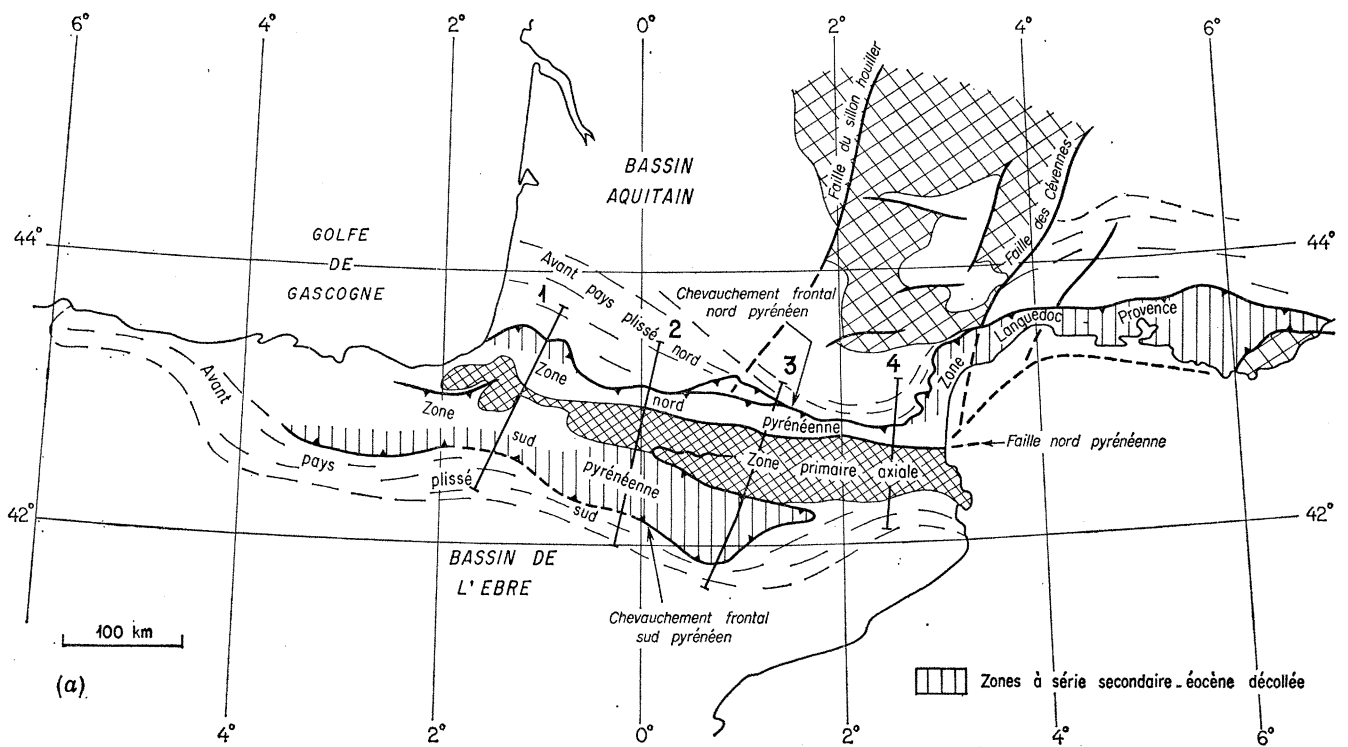 6° 4° 2° 0° 2° 4° 6°
Faille du sillon houiller
Faille des Cévennes
BASSIN
AQUITAIN
GOLFE
DE
GASCOGNE
44°
44°
Avant pays plissé nord
Chevauchement frontal
nord pyrénéen
1
2
3
4
Zone Languedoc Provence
Zone nord pyrénéenne
Faille nord pyrénéenne
Zone primaire axiale
Zone sud pyrénéenne
Avant pays plissé sud
42°
42°
BASSIN DE
L'EBRE
Chevauchement frontal
sud pyrénéen
100 km
(a)
Zones à série secondaire_éocène décollée
4° 2° 0° 2° 4° 6°